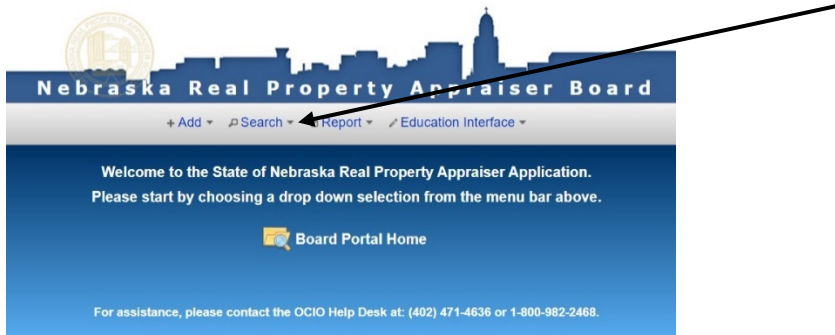 Nebraska Real Property Appraiser Board
+ Add Search Report Education Interface
Welcome to the State of Nebraska Real Property Appraiser Application.
Please start by choosing a drop down selection from the menu bar above.
Board Portal Home
For assistance, please contact the OCIO Help Desk at: (402) 471-4636 or 1-800-982-2468.